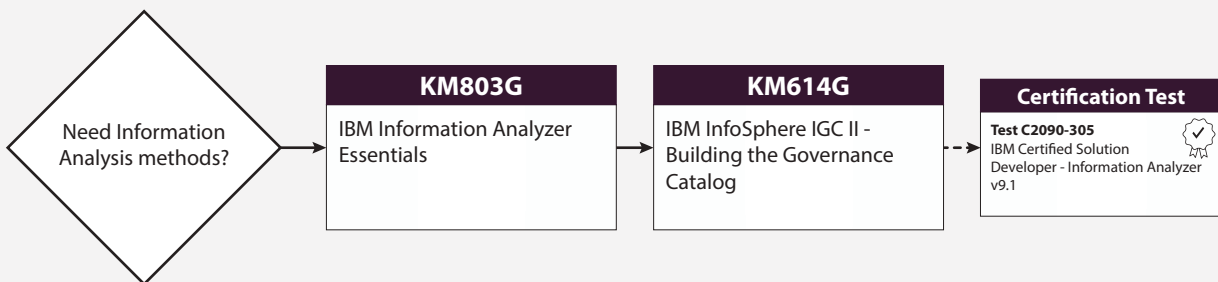 Need Information
Analysis methods?
KM803G
IBM Information Analyzer
Essentials
KM614G
IBM InfoSphere IGC II -
Building the Governance
Catalog
Certification Test
Test C2090-305
IBM Certified Solution
Developer - Information Analyzer
v9.1